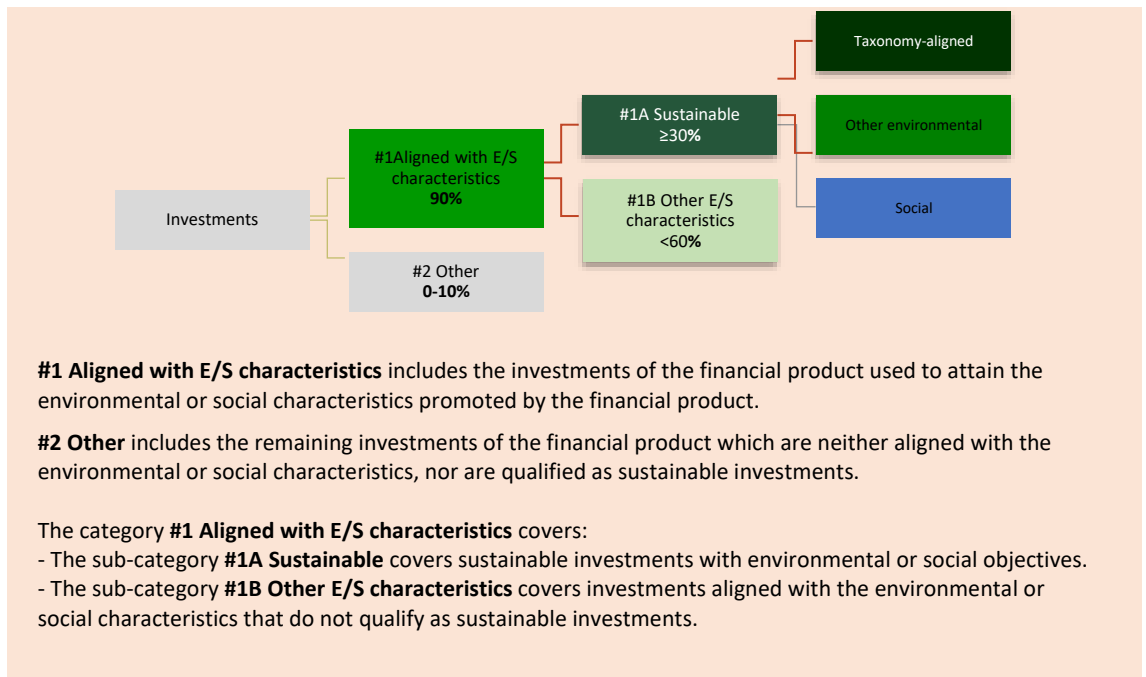 Taxonomy-aligned
#1A Sustainable
≥30%
Other environmental
#1Aligned with E/S
characteristics
90%
Investments
#1B Other E/S
characteristics
<60%
Social
#2 Other
0-10%
#1 Aligned with E/S characteristics includes the investments of the financial product used to attain the
environmental or social characteristics promoted by the financial product.
#2 Other includes the remaining investments of the financial product which are neither aligned with the
environmental or social characteristics, nor are qualified as sustainable investments.
The category #1 Aligned with E/S characteristics covers:
- The sub-category #1A Sustainable covers sustainable investments with environmental or social objectives.
- The sub-category #1B Other E/S characteristics covers investments aligned with the environmental or
social characteristics that do not qualify as sustainable investments.